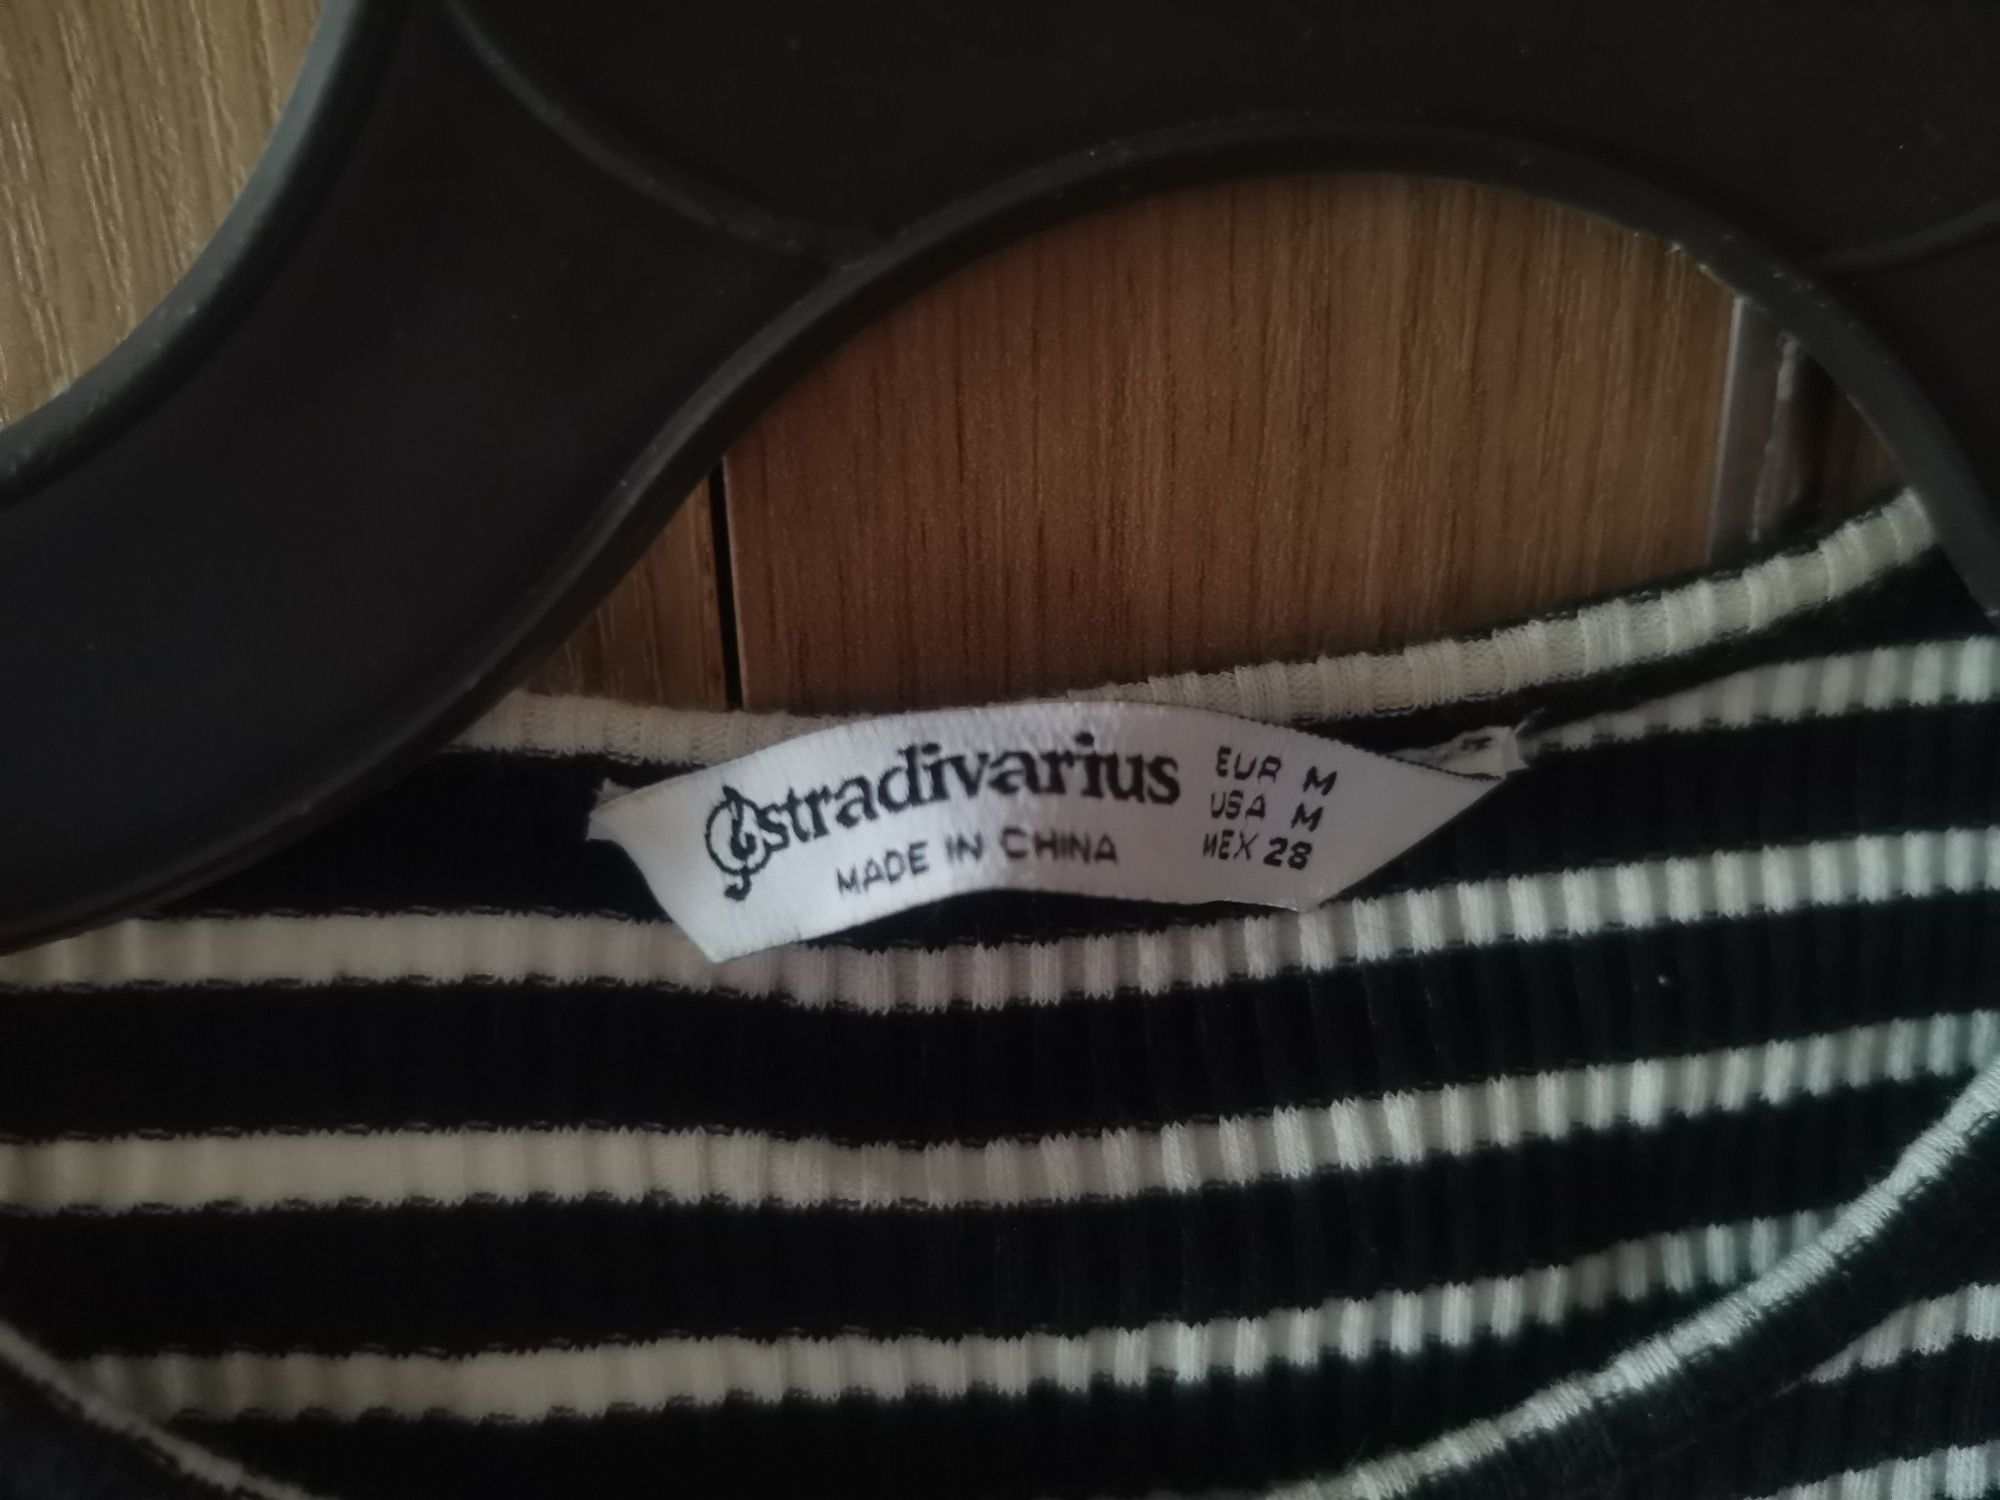 stradivarius
MADE IN CHINA
EUR M
USA M
MEX 28